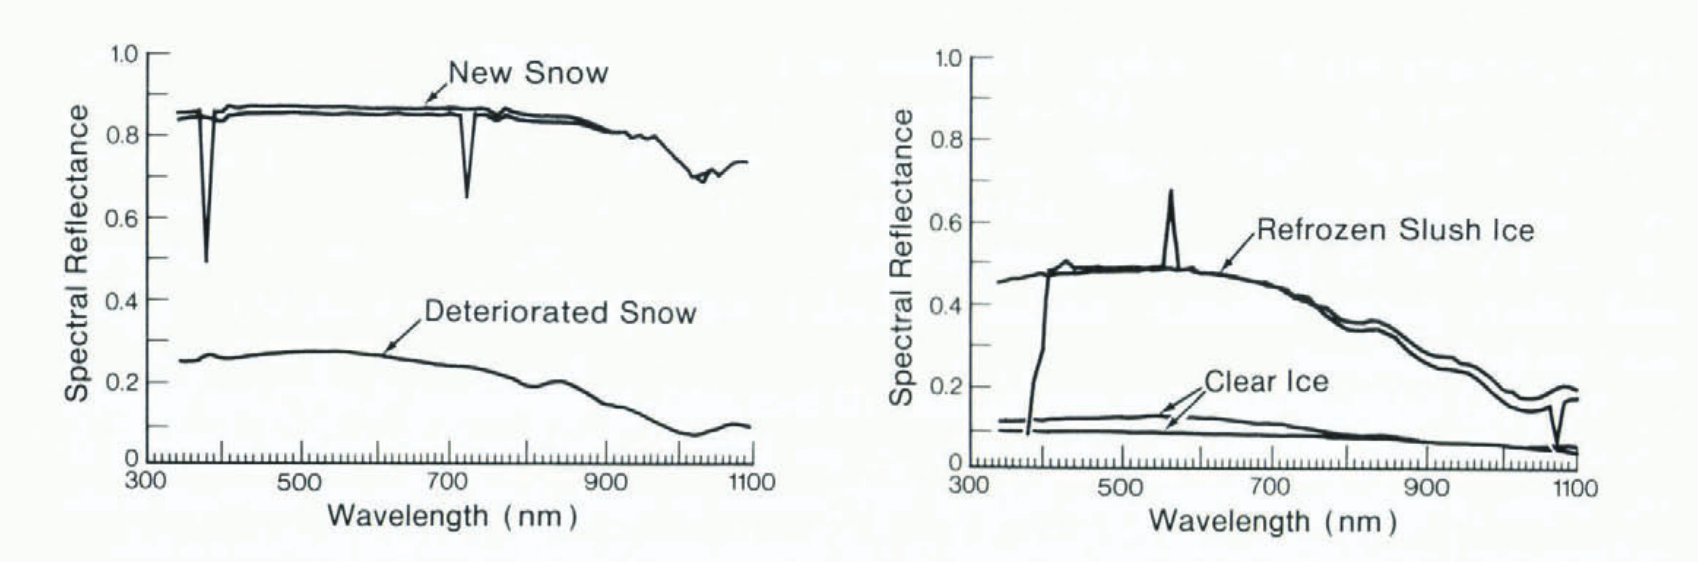 1.0
0.8
0.6
0.4
0.2
0
Spectral Reflectance
New Snow
Deteriorated Snow
300 500 700 900 1100
Wavelength (nm)
1.0
0.8
0.6
0.4
0.2
0
Spectral Reflectance
Refrozen Slush Ice
Clear Ice
300 500 700 900 1100
Wavelength (nm)